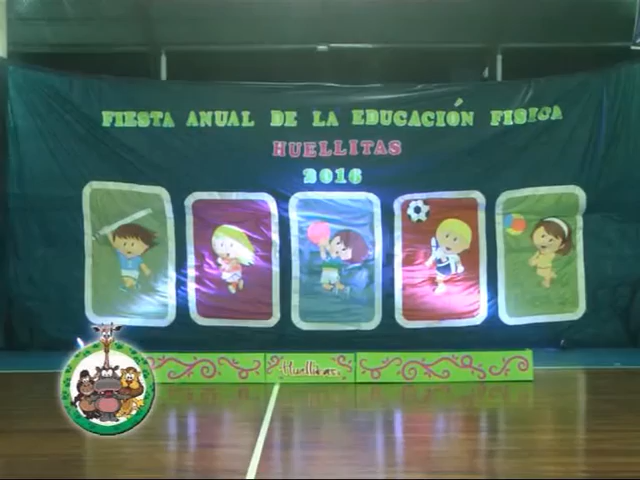 FIESTA ANUAL DE LA EDUCACIÓN FISICA
HUELLITAS
2016
Huellitas